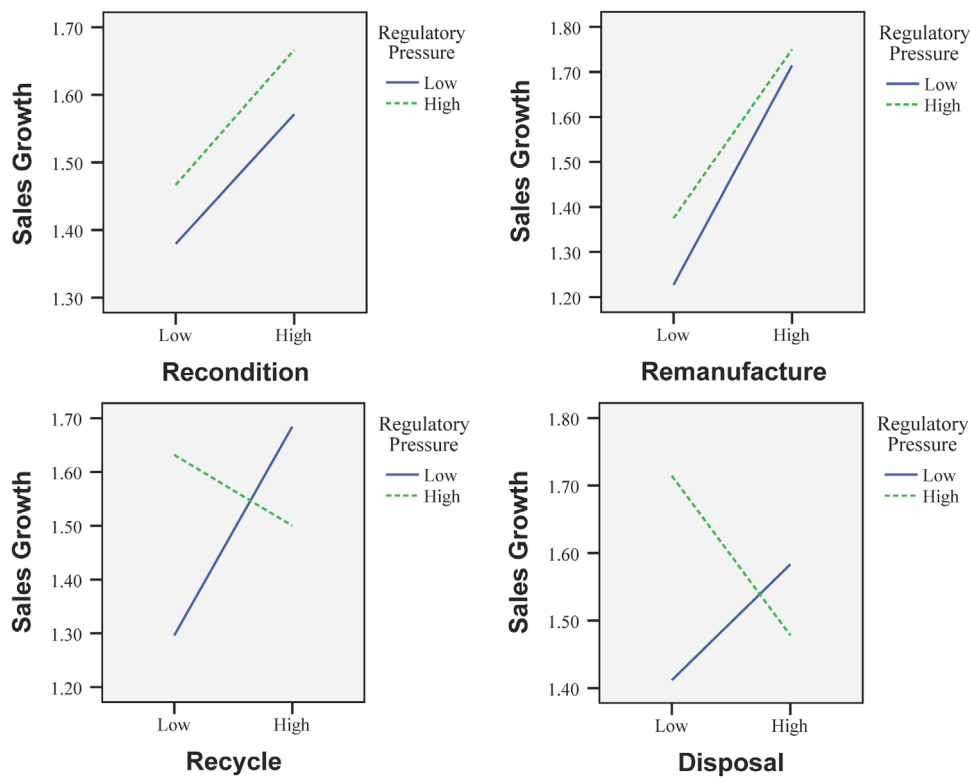 1.70
1.60
1.50
1.40
1.30
Sales Growth
Low
High
Recondition
Regulatory
Pressure
Low
High
1.80
1.70
1.60
1.50
1.40
1.30
1.20
Sales Growth
Low
High
Remanufacture
Regulatory
Pressure
Low
High
1.70
1.60
1.50
1.40
1.30
1.20
Sales Growth
Low
High
Recycle
Regulatory
Pressure
Low
High
1.80
1.70
1.60
1.50
1.40
Sales Growth
Low
High
Disposal
Regulatory
Pressure
Low
High